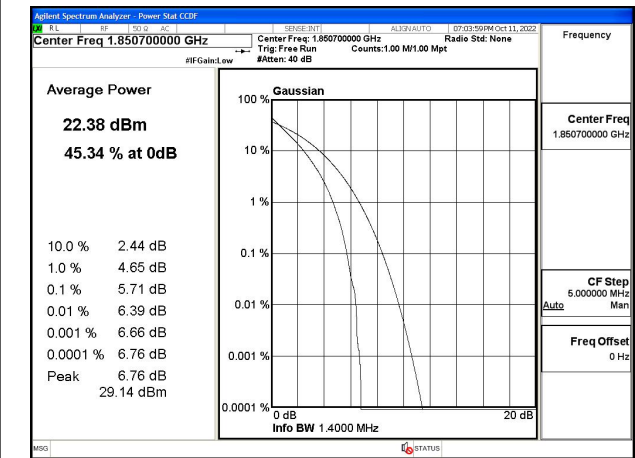 Agilent Spectrum Analyzer - Power Stat CCDF
RL RF 50 Ω AC SENSE:INT ALIGN AUTO 07:03:59PM Oct 11, 2022
Center Freq 1.850700000 GHz
Center Freq: 1.850700000 GHz Radio Std: None
Trig: Free Run Counts:1.00 M/1.00 Mpt
#IFGain:Low #Atten: 40 dB
Frequency
Average Power
22.38 dBm
45.34 % at 0dB
10.0 % 2.44 dB
1.0 % 4.65 dB
0.1 % 5.71 dB
0.01 % 6.39 dB
0.001 % 6.66 dB
0.0001 % 6.76 dB
Peak 6.76 dB
29.14 dBm
Gaussian
100 %
10 %
1 %
0.1 %
0.01 %
0.001 %
0.0001 %
0 dB 20 dB
Info BW 1.4000 MHz
Center Freq
1.850700000 GHz
CF Step
5.000000 MHz
Auto Man
Freq Offset
0 Hz
MSG STATUS